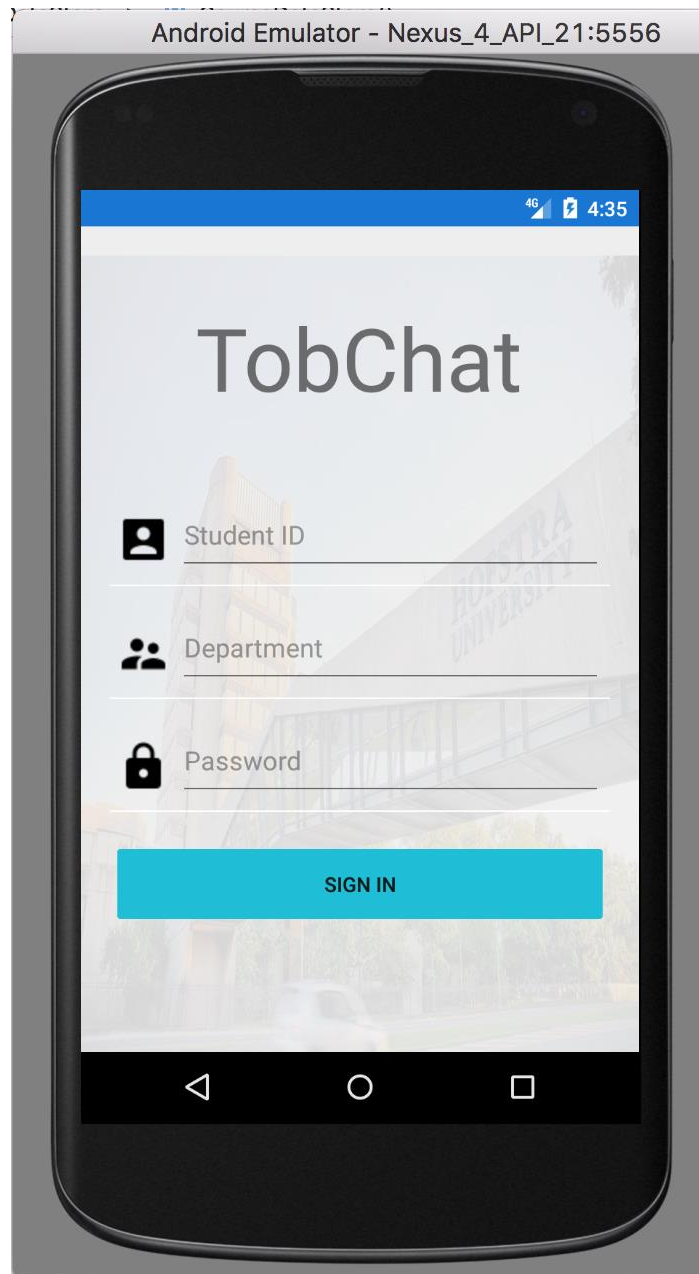 Android Emulator - Nexus_4_API_21:5556
4G 4:35
TobChat
Student ID
HOFSTRA
UNIVERSITY
Department
Password
SIGN IN